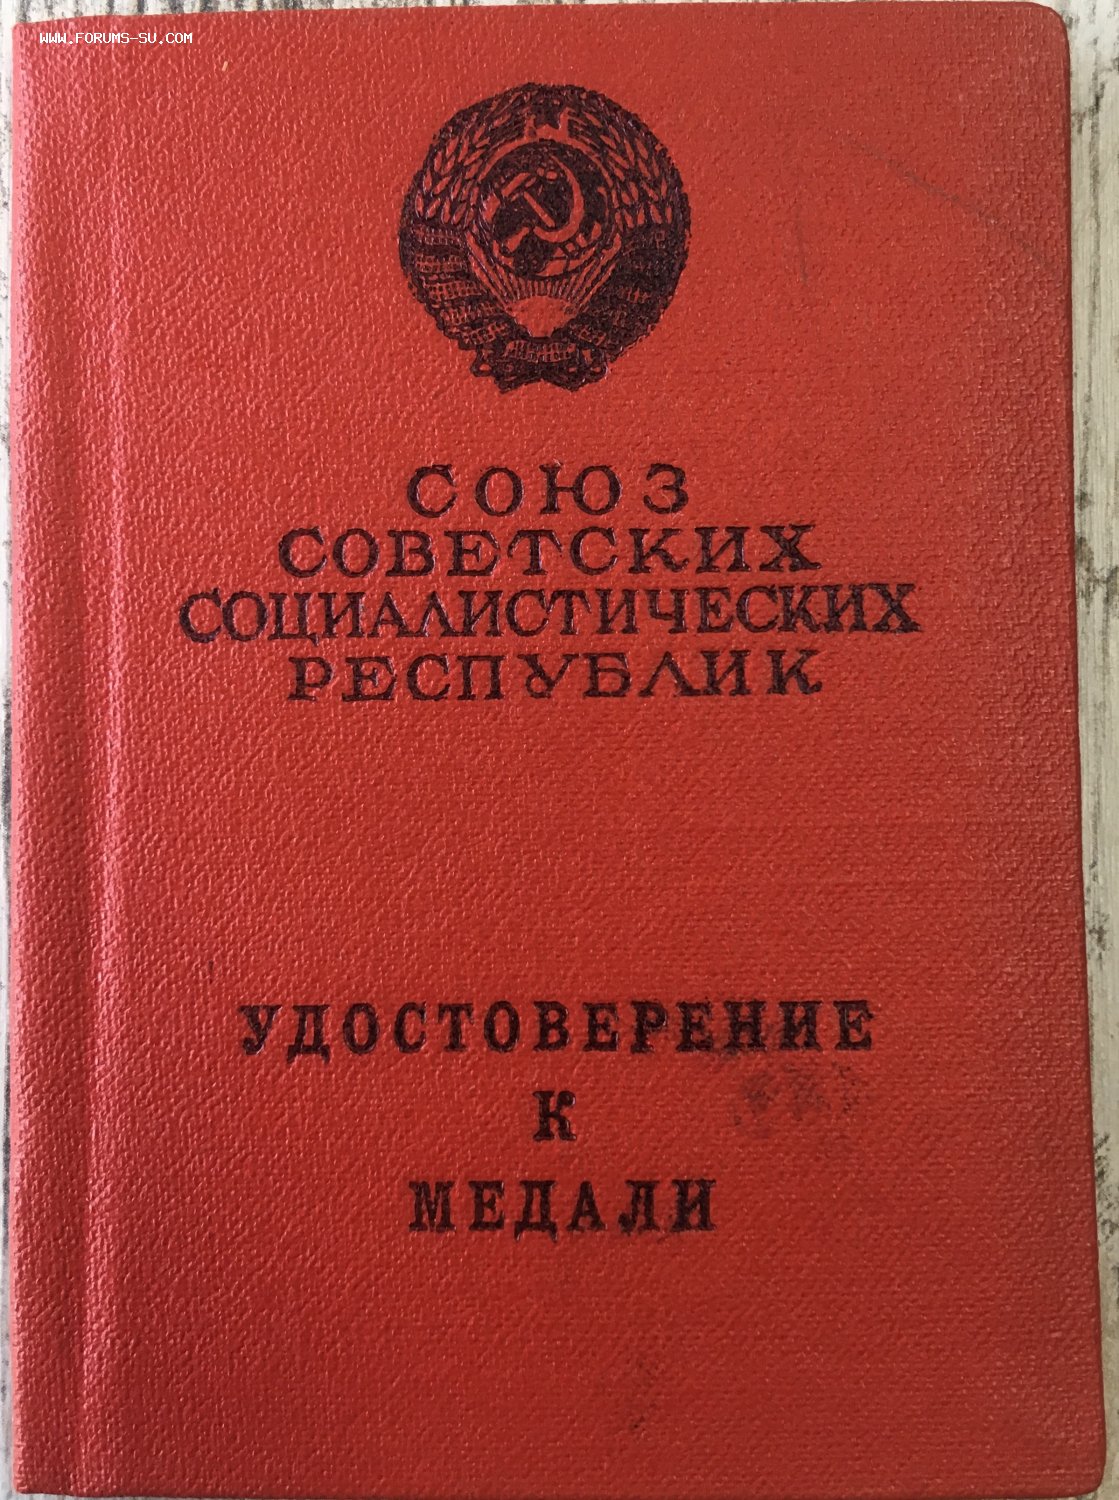 WWW.FORUMS-SU.COM
СОЮЗ
СОВЕТСКИХ
СОЦИАЛИСТИЧЕСКИХ
РЕСПУБЛИК
УДОСТОВЕРЕНИЕ
К
МЕДАЛИ